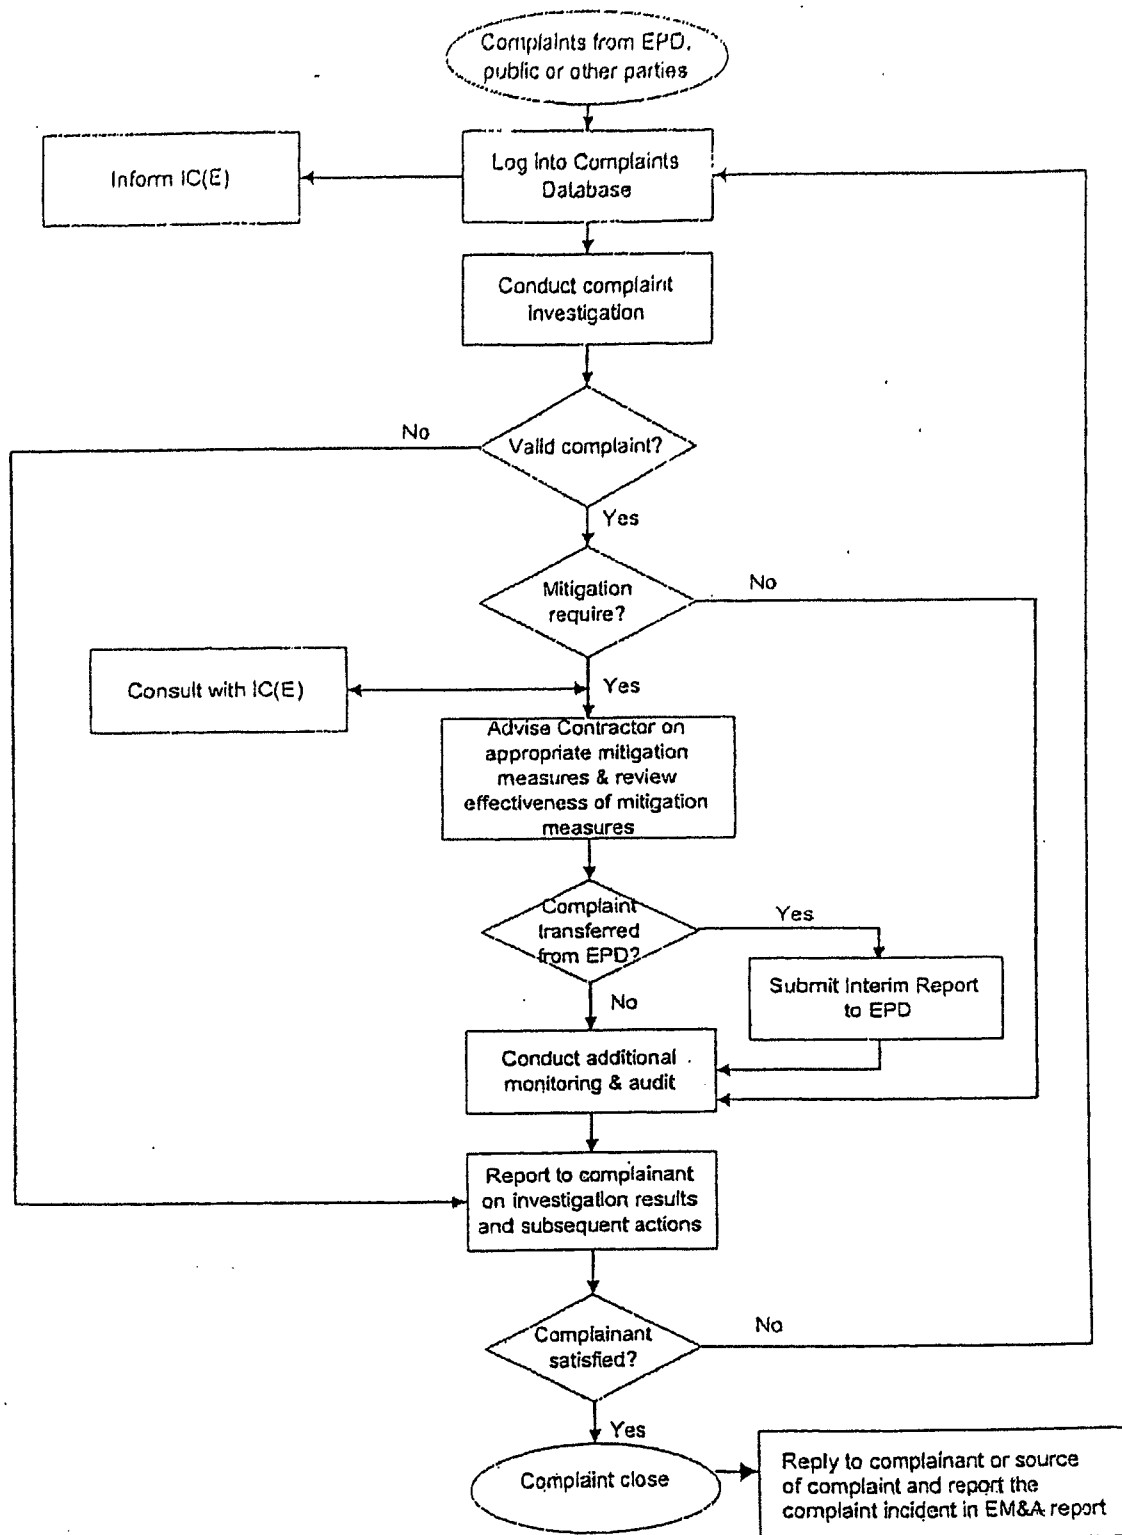 Complaints from EPD,
public or other parties
Inform IC(E)
Log into Complaints
Database
Conduct complaint
investigation
No
Valid complaint?
Yes
Mitigation
require?
No
Consult with IC(E)
Yes
Advise Contractor on
appropriate mitigation
measures & review
effectiveness of mitigation
measures
Complaint
transferred
from EPD?
Yes
Submit Interim Report
to EPD
No
Conduct additional
monitoring & audit
Report to complainant
on investigation results
and subsequent actions
Complainant
satisfied?
No
Yes
Complaint close
Reply to complainant or source
of complaint and report the
complaint incident in EM&A report